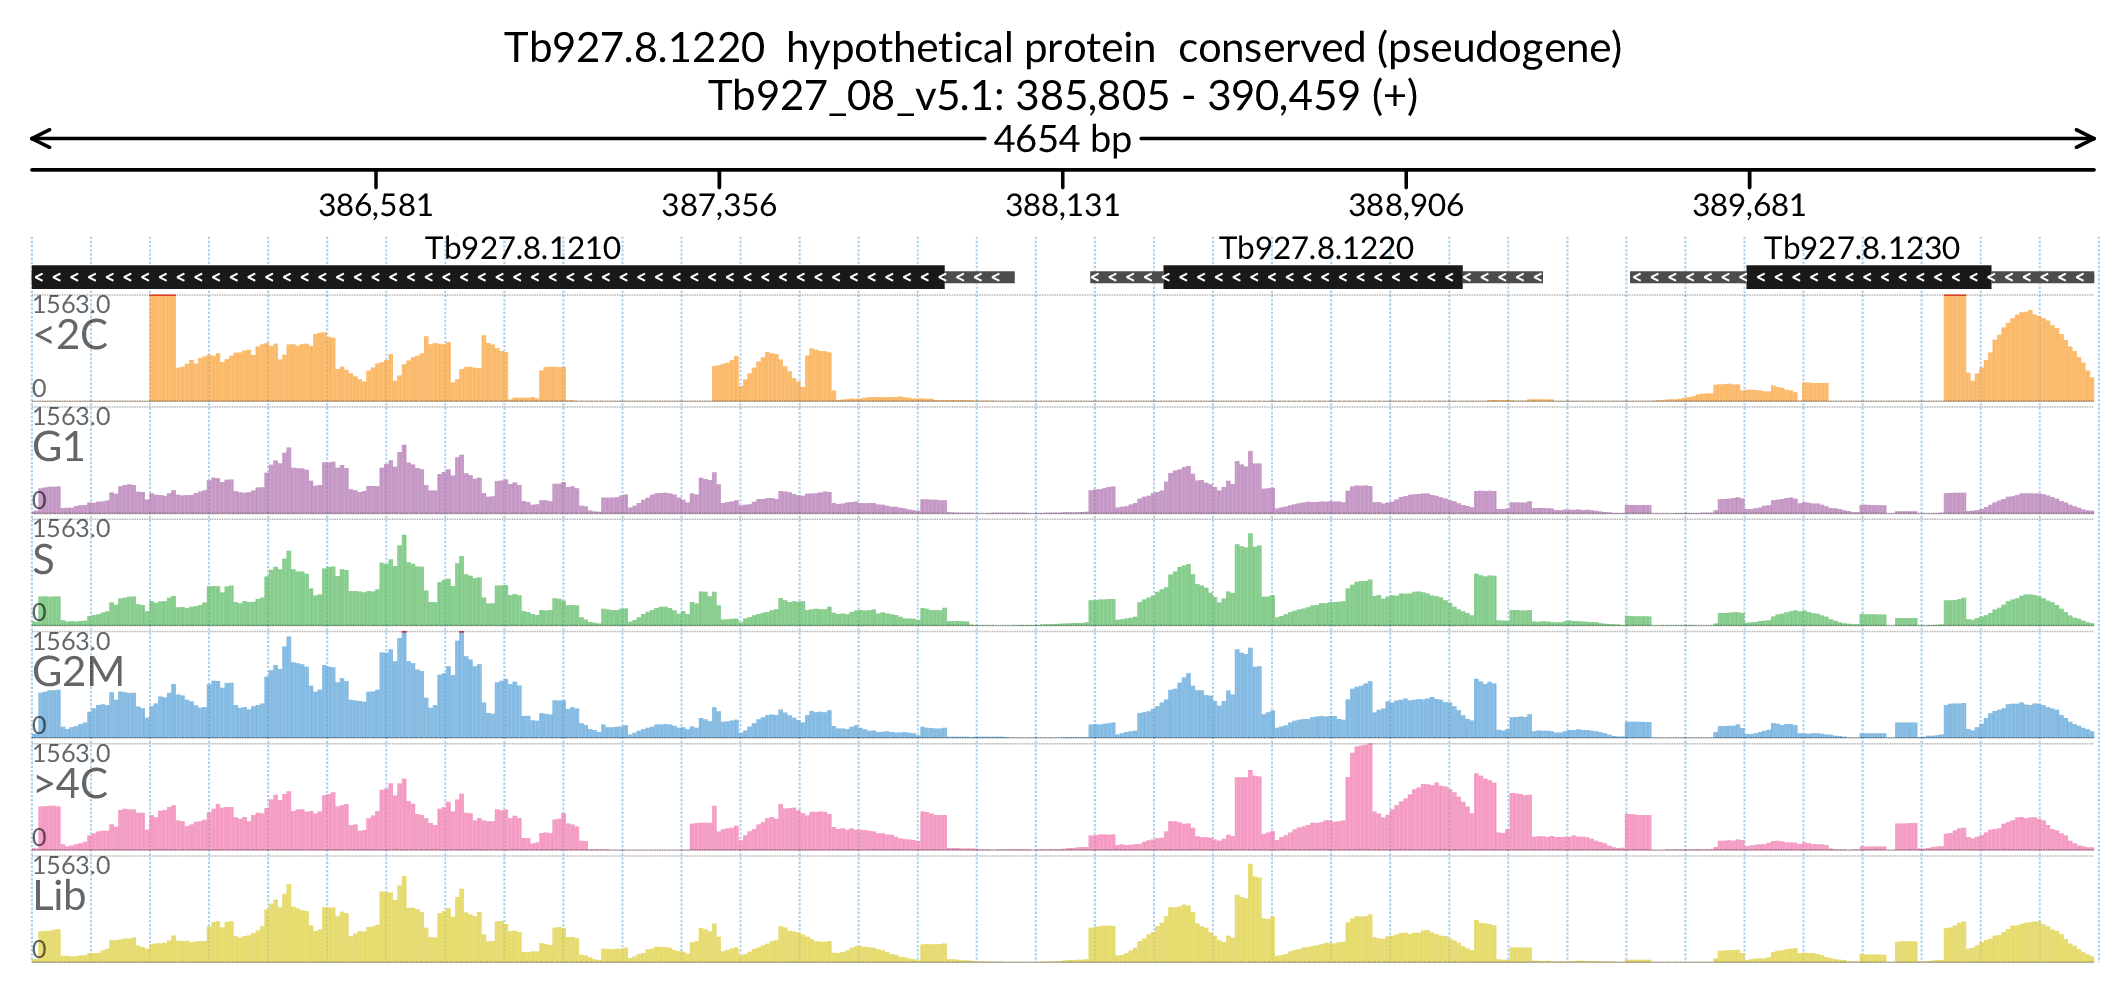 Tb927.8.1220  hypothetical protein  conserved (pseudogene)
Tb927_08_v5.1: 385,805 - 390,459 (+)
4654 bp
386,581 387,356 388,131 388,906 389,681
Tb927.8.1210 Tb927.8.1220 Tb927.8.1230
1563.0
<2C
0
1563.0
G1
0
1563.0
S
0
1563.0
G2M
0
1563.0
>4C
0
1563.0
Lib
0